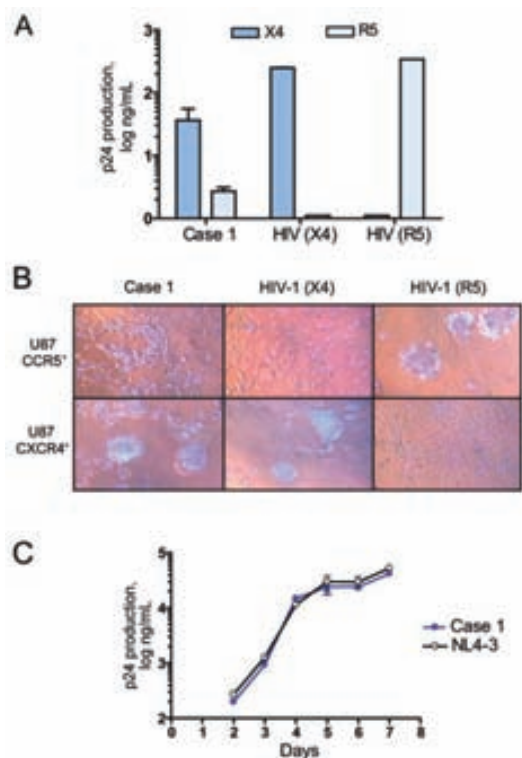 A
X4 R5
p24 production,
log ng/mL
3
2
1
0
Case 1 HIV (X4) HIV (R5)
B
Case 1 HIV-1 (X4) HIV-1 (R5)
U87
CCR5+
U87
CXCR4+
C
p24 production,
log ng/mL
5
4
3
2
0 1 2 3 4 5 6 7 8
Days
Case 1
NL4-3